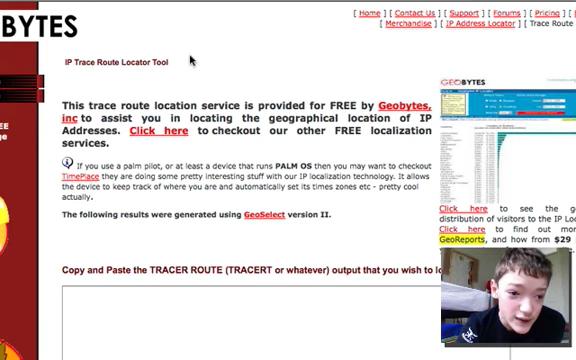 [ Home ] [ Contact Us ] [ Support ] [ Forums ] [ Pricing ] [
[ Merchandise ] [ IP Address Locator ] [ Trace Route
BYTES
IP Trace Route Locator Tool
This trace route location service is provided for FREE by Geobytes,
inc to assist you in locating the geographical location of IP
Addresses. Click here to checkout our other FREE localization
services.
If you use a palm pilot, or at least a device that runs PALM OS then you may want to checkout
TimePlace they are doing some pretty interesting stuff with our IP localization technology. It allows
the device to keep track of where you are and automatically set its times zones etc - pretty cool
actually.
The following results were generated using GeoSelect version II.
Copy and Paste the TRACER ROUTE (TRACERT or whatever) output that you wish to
GEOBYTES
Click here to see the
distribution of visitors to the IP
Click here to find out
GeoReports, and how from $29